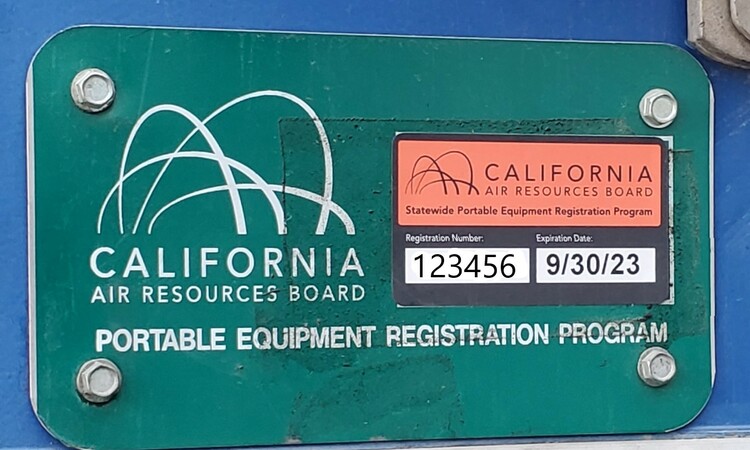 CALIFORNIA
AIR RESOURCES BOARD
PORTABLE EQUIPMENT REGISTRATION PROGRAM
CALIFORNIA
AIR RESOURCES BOARD
Statewide Portable Equipment Registration Program
Registration Number: Expiration Date:
123456 9/30/23